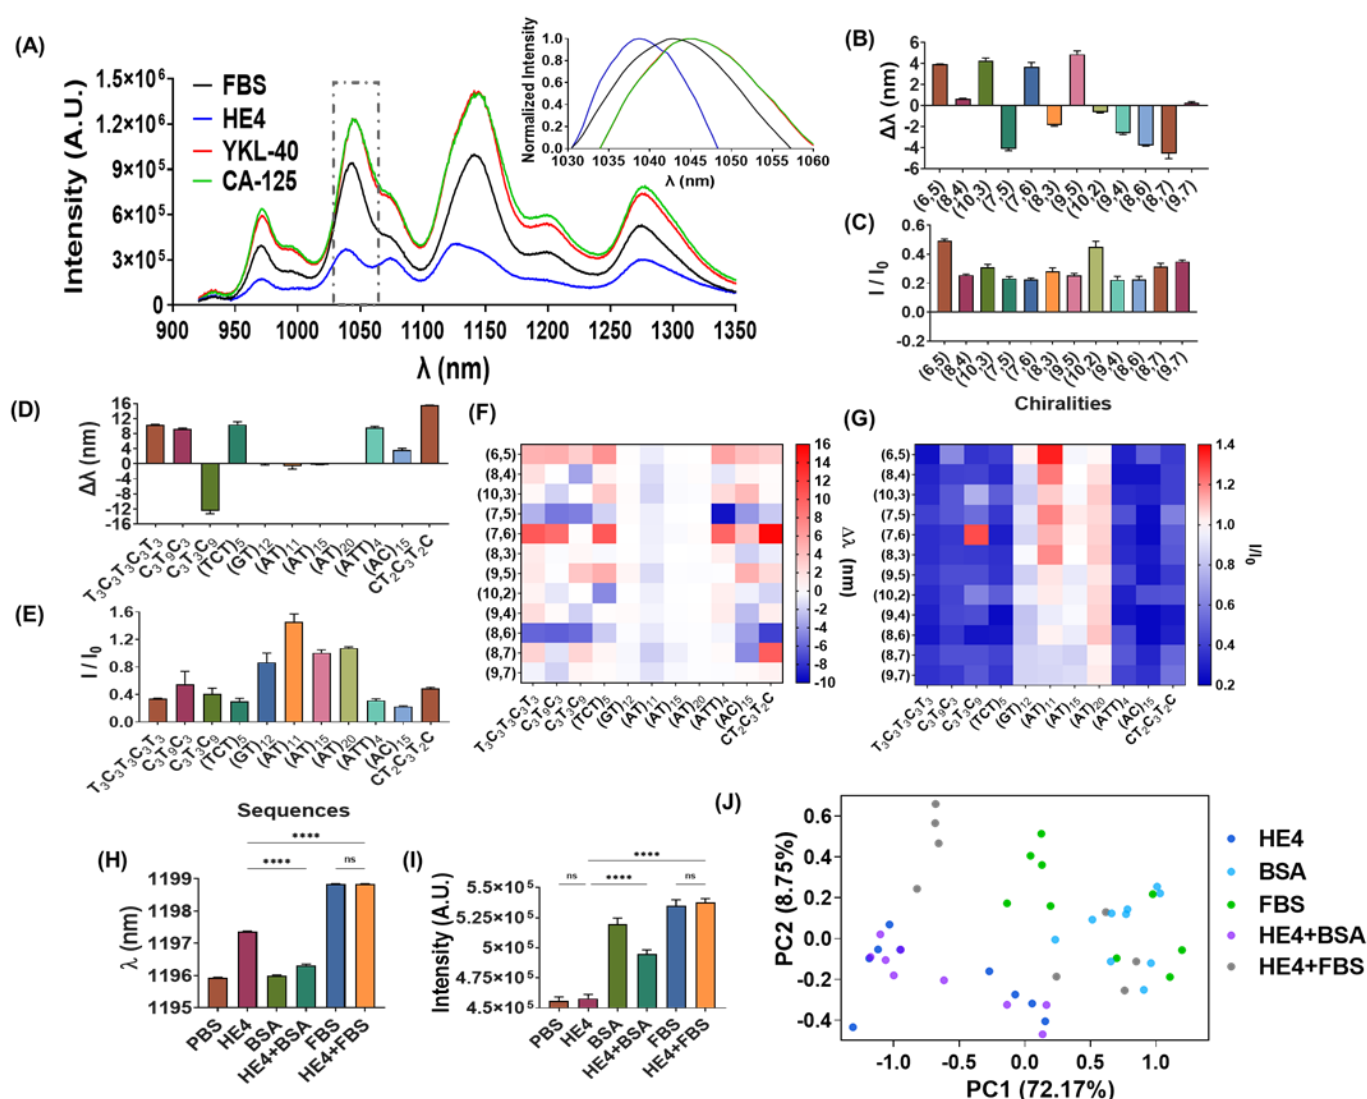 (A)
Intensity (A.U.)
1.5×10⁶
1.2×10⁶
9×10⁵
6×10⁵
3×10⁵
0
900 950 1000 1050 1100 1150 1200 1250 1300 1350
λ (nm)
FBS
HE4
YKL-40
CA-125
Normalized Intensity
1.0
0.8
0.6
0.4
0.2
0.0
1030 1035 1040 1045 1050 1055 1060
λ (nm)
(B)
Δλ (nm)
6
4
2
0
-2
-4
-6
(6,5) (8,4) (10,3) (7,5) (7,6) (8,3) (9,5) (10,2) (9,4) (8,6) (8,7) (9,7)
(C)
I / I₀
0.6
0.4
0.2
0.0
-0.2
(6,5) (8,4) (10,3) (7,5) (7,6) (8,3) (9,5) (10,2) (9,4) (8,6) (8,7) (9,7)
Chiralities
(D)
Δλ (nm)
16
12
8
4
0
-4
-8
-12
-16
T₃C₃T₃C₃T₃ C₃T₉C₃ C₃T₃C₉ (TCT)₅ (GT)₁₂ (AT)₁₁ (AT)₁₅ (AT)₂₀ (ATT)₄ (AC)₁₅ CT₂C₃T₂C
(E)
I / I₀
1.6
1.2
0.8
0.4
0.0
T₃C₃T₃C₃T₃ C₃T₉C₃ C₃T₃C₉ (TCT)₅ (GT)₁₂ (AT)₁₁ (AT)₁₅ (AT)₂₀ (ATT)₄ (AC)₁₅ CT₂C₃T₂C
Sequences
(F)
(6,5)
(8,4)
(10,3)
(7,5)
(7,6)
(8,3)
(9,5)
(10,2)
(9,4)
(8,6)
(8,7)
(9,7)
T₃C₃T₃C₃T₃ C₃T₉C₃ C₃T₃C₉ (TCT)₅ (GT)₁₂ (AT)₁₁ (AT)₁₅ (AT)₂₀ (ATT)₄ (AC)₁₅ CT₂C₃T₂C
16
14
12
10
8
6
4
2
0
-2
-4
-6
-8
-10
Δλ (nm)
(G)
(6,5)
(8,4)
(10,3)
(7,5)
(7,6)
(8,3)
(9,5)
(10,2)
(9,4)
(8,6)
(8,7)
(9,7)
T₃C₃T₃C₃T₃ C₃T₉C₃ C₃T₃C₉ (TCT)₅ (GT)₁₂ (AT)₁₁ (AT)₁₅ (AT)₂₀ (ATT)₄ (AC)₁₅ CT₂C₃T₂C
1.4
1.2
1.0
0.8
0.6
0.4
0.2
I/I₀
(H)
λ (nm)
1199
1198
1197
1196
1195
****
****
ns
PBS HE4 BSA HE4+BSA FBS HE4+FBS
(I)
Intensity (A.U.)
5.5×10⁵
5×10⁵
5×10⁵
4.5×10⁵
4.5×10⁵
****
ns
****
ns
PBS HE4 BSA HE4+BSA FBS HE4+FBS
(J)
PC2 (8.75%)
0.6
0.4
0.2
0.0
-0.2
-0.4
-1.0 -0.5 0.0 0.5 1.0
PC1 (72.17%)
HE4
BSA
FBS
HE4+BSA
HE4+FBS